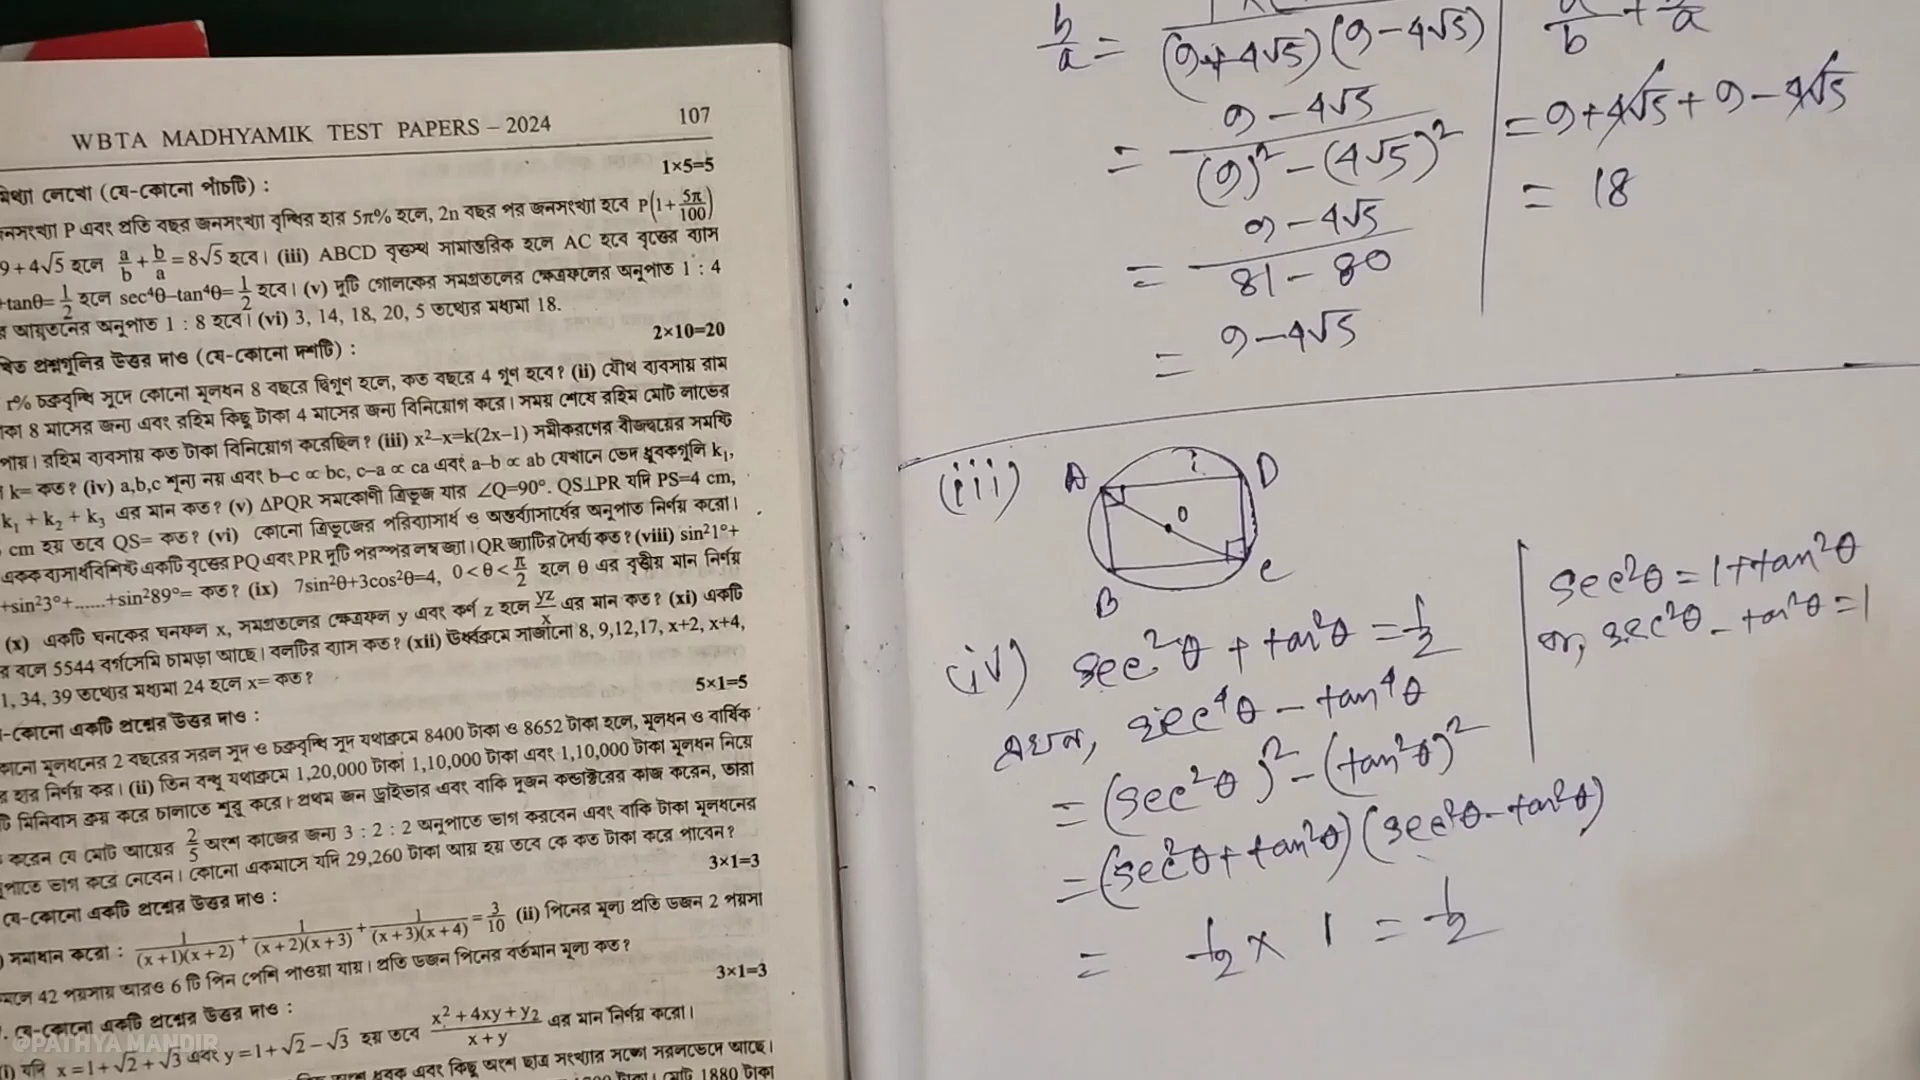 WBTA MADHYAMIK TEST PAPERS – 2024 107
লেখো (যে-কোনো পাঁচটি) : 1×5=5
P এবং প্রতি বছর জনসংখ্যা বৃদ্ধির হার 5π% হলে, 2n বছর পর জনসংখ্যা হবে P(1+5π/100)
9+4√5 হলে a/b+b/a=8√5 হবে। (iii) ABCD বৃত্তস্থ সামান্তরিক হলে AC হবে বৃত্তের ব্যাস
tanθ=1/2 হলে sec⁴θ–tan⁴θ=1/2 হবে। (v) দুটি গোলকের সমগ্রতলের ক্ষেত্রফলের অনুপাত 1 : 4
আয়তনের অনুপাত 1 : 8 হবে। (vi) 3, 14, 18, 20, 5 তথ্যের মধ্যমা 18.
প্রশ্নগুলির উত্তর দাও (যে-কোনো দশটি) : 2×10=20
r% চক্রবৃদ্ধি সুদে কোনো মূলধন 8 বছরে দ্বিগুণ হলে, কত বছরে 4 গুণ হবে? (ii) যৌথ ব্যবসায় রাম
8 মাসের জন্য এবং রহিম কিছু টাকা 4 মাসের জন্য বিনিয়োগ করে। সময় শেষে রহিম মোট লাভের
রহিম ব্যবসায় কত টাকা বিনিয়োগ করেছিল? (iii) x²–x=k(2x–1) সমীকরণের বীজদ্বয়ের সমষ্টি
k= কত? (iv) a,b,c শূন্য নয় এবং b–c ∝ bc, c–a ∝ ca এবং a–b ∝ ab যেখানে ভেদ ধ্রুবকগুলি k₁,
k₁ + k₂ + k₃ এর মান কত? (v) ΔPQR সমকোণী ত্রিভুজ যার ∠Q=90°. QS⊥PR যদি PS=4 cm,
cm হয় তবে QS= কত? (vi) কোনো ত্রিভুজের পরিব্যাসার্ধ ও অন্তর্ব্যাসার্ধের অনুপাত নির্ণয় করো।
একক ব্যাসার্ধবিশিষ্ট একটি বৃত্তের PQ এবং PR দুটি পরস্পর লম্ব জ্যা। QR জ্যাটির দৈর্ঘ্য কত? (viii) sin²1°+
+sin²3°+......+sin²89°= কত? (ix) 7sin²θ+3cos²θ=4, 0<θ<π/2 হলে θ এর বৃত্তীয় মান নির্ণয়
(x) একটি ঘনকের ঘনফল x, সমগ্রতলের ক্ষেত্রফল y এবং কর্ণ z হলে yz/x এর মান কত? (xi) একটি
বলে 5544 বর্গসেমি চামড়া আছে। বলটির ব্যাস কত? (xii) ঊর্ধ্বক্রমে সাজানো 8, 9,12,17, x+2, x+4,
1, 34, 39 তথ্যের মধ্যমা 24 হলে x= কত?
-কোনো একটি প্রশ্নের উত্তর দাও : 5×1=5
কোনো মূলধনের 2 বছরের সরল সুদ ও চক্রবৃদ্ধি সুদ যথাক্রমে 8400 টাকা ও 8652 টাকা হলে, মূলধন ও বার্ষিক
হার নির্ণয় কর। (ii) তিন বন্ধু যথাক্রমে 1,20,000 টাকা 1,10,000 টাকা এবং 1,10,000 টাকা মূলধন নিয়ে
মিনিবাস ক্রয় করে চালাতে শুরু করে। প্রথম জন ড্রাইভার এবং বাকি দুজন কন্ডাক্টরের কাজ করেন, তারা
করেন যে মোট আয়ের 2/5 অংশ কাজের জন্য 3 : 2 : 2 অনুপাতে ভাগ করবেন এবং বাকি টাকা মূলধনের
ভাগ করে নেবেন। কোনো একমাসে যদি 29,260 টাকা আয় হয় তবে কে কত টাকা করে পাবেন?
যে-কোনো একটি প্রশ্নের উত্তর দাও : 3×1=3
সমাধান করো : 1/(x+1)(x+2) + 1/(x+2)(x+3) + 1/(x+3)(x+4) = 3/10 (ii) পিনের মূল্য প্রতি ডজন 2 পয়সা
42 পয়সায় আরও 6 টি পিন বেশি পাওয়া যায়। প্রতি ডজন পিনের বর্তমান মূল্য কত?
যে-কোনো একটি প্রশ্নের উত্তর দাও : 3×1=3
(i) যদি x=1+√2+√3 এবং y=1+√2–√3 হয় তবে x²+4xy+y2/x+y এর মান নির্ণয় করো।
ধ্রুবক এবং কিছু অংশ ছাত্র সংখ্যার সঙ্গে সরলভেদে আছে।
1880 টাকা
@PATHYA MANDIR
b/a = /(9+4√5)(9-4√5)
= 9-4√5/(9)²-(4√5)²
= 9-4√5/81-80
= 9-4√5
a/b +
= 9+4√5+9-4√5
= 18
(iii) A D
O
B C
(iv) sec²θ + tan²θ = 1/2
এখন, sec⁴θ - tan⁴θ
= (sec²θ)² - (tan²θ)²
= (sec²θ+tan²θ)(sec²θ-tan²θ)
= 1/2 × 1 = 1/2
sec²θ = 1+tan²θ
or, sec²θ - tan²θ = 1